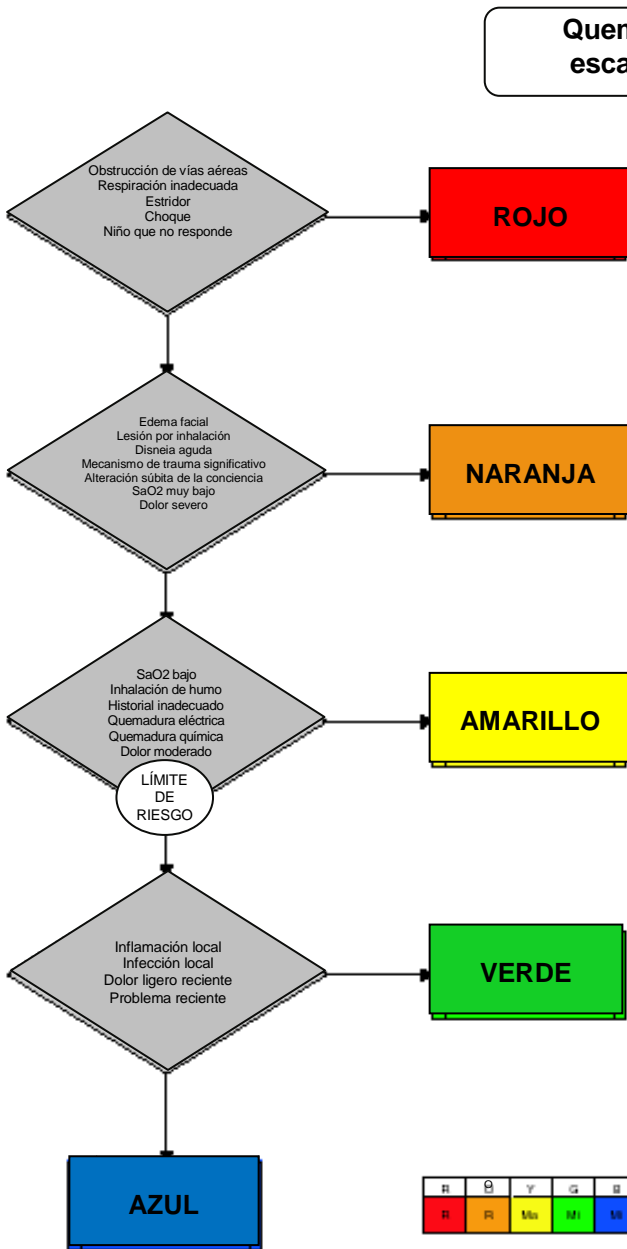 Quem
esca
Obstrucción de vías aéreas
Respiración inadecuada
Estridor
Choque
Niño que no responde
ROJO
Edema facial
Lesión por inhalación
Disneia aguda
Mecanismo de trauma significativo
Alteración súbita de la conciencia
SaO2 muy bajo
Dolor severo
NARANJA
SaO2 bajo
Inhalación de humo
Historial inadecuado
Quemadura eléctrica
Quemadura química
Dolor moderado
AMARILLO
LÍMITE
DE
RIESGO
Inflamación local
Infección local
Dolor ligero reciente
Problema reciente
VERDE
AZUL
R O Y G B
R R Ma Mi